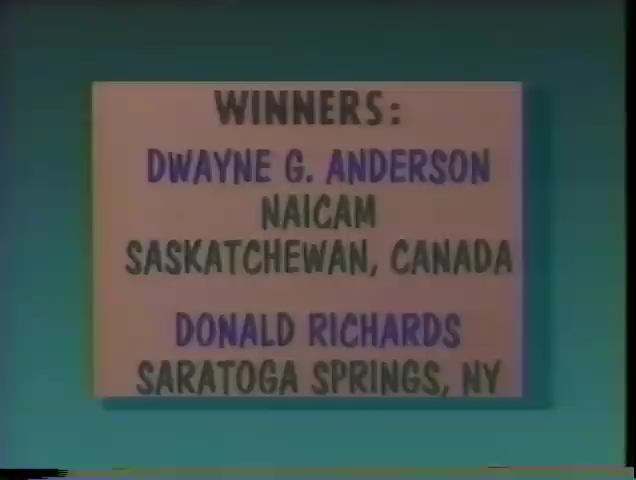 WINNERS:
DWAYNE G. ANDERSON
NAICAM
SASKATCHEWAN, CANADA
DONALD RICHARDS
SARATOGA SPRINGS, NY